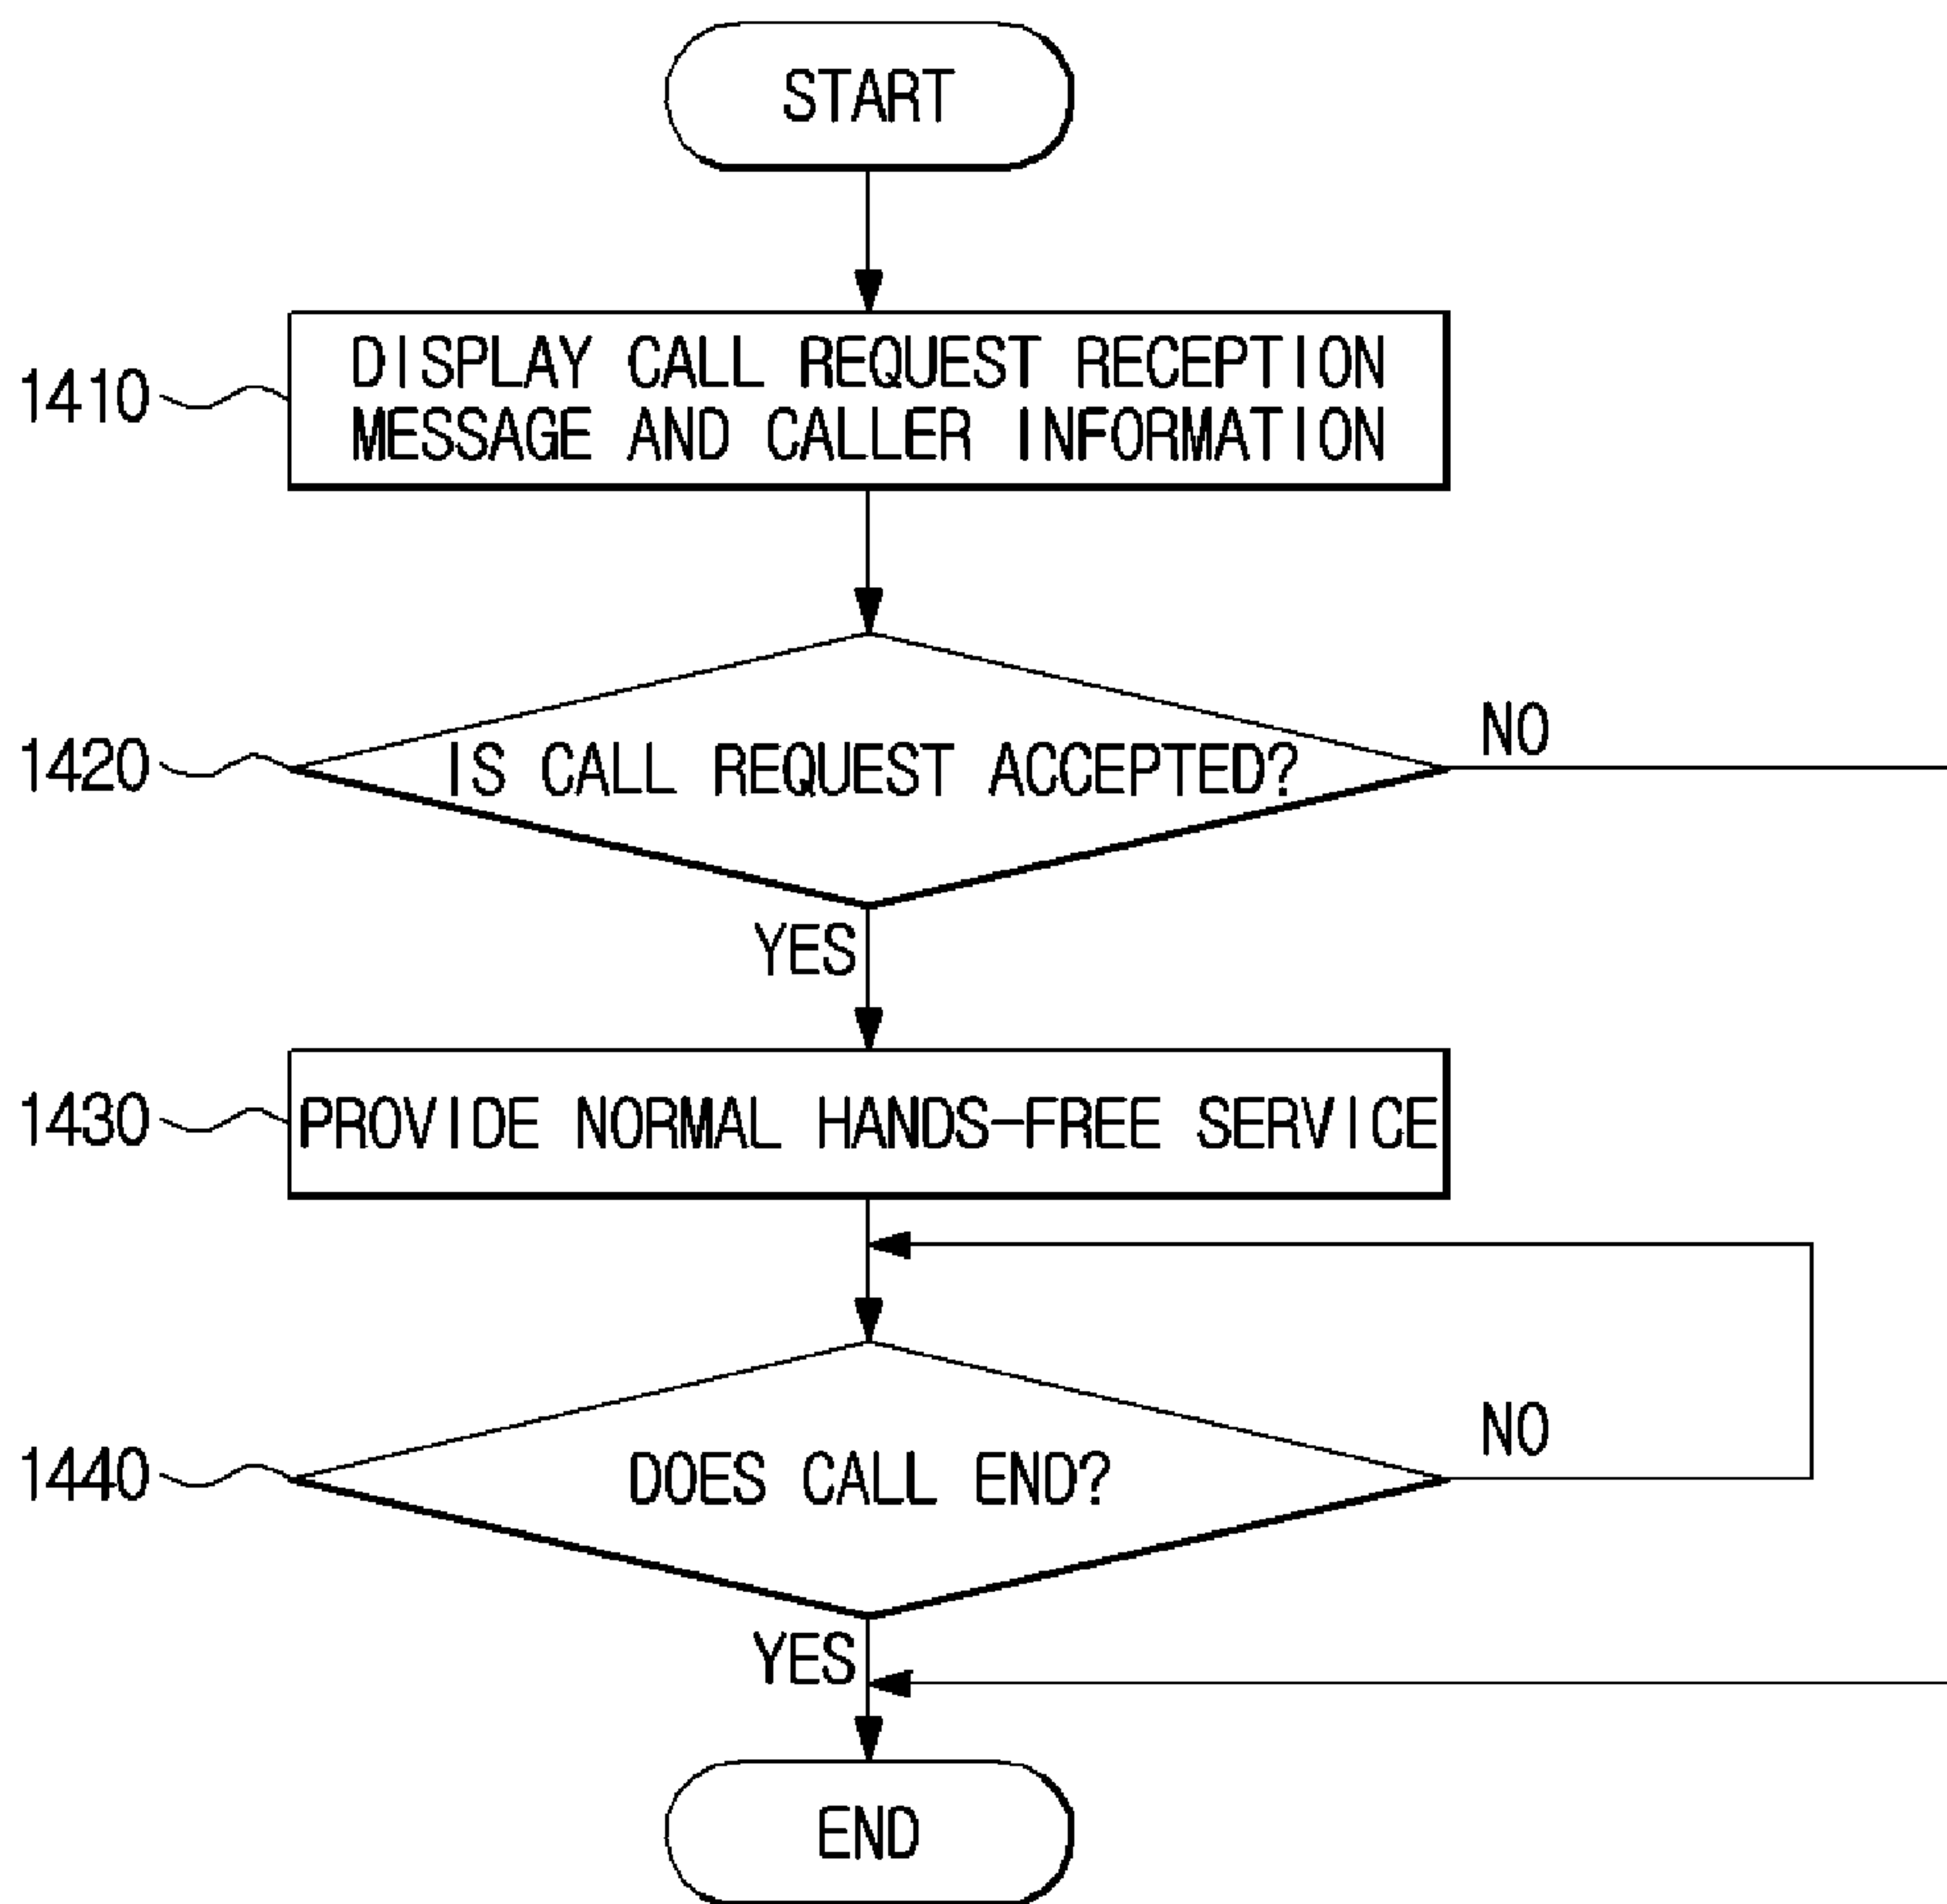 START
1410
DISPLAY CALL REQUEST RECEPTION
MESSAGE AND CALLER INFORMATION
1420
IS CALL REQUEST ACCEPTED?
NO
YES
1430
PROVIDE NORMAL HANDS-FREE SERVICE
1440
DOES CALL END?
NO
YES
END